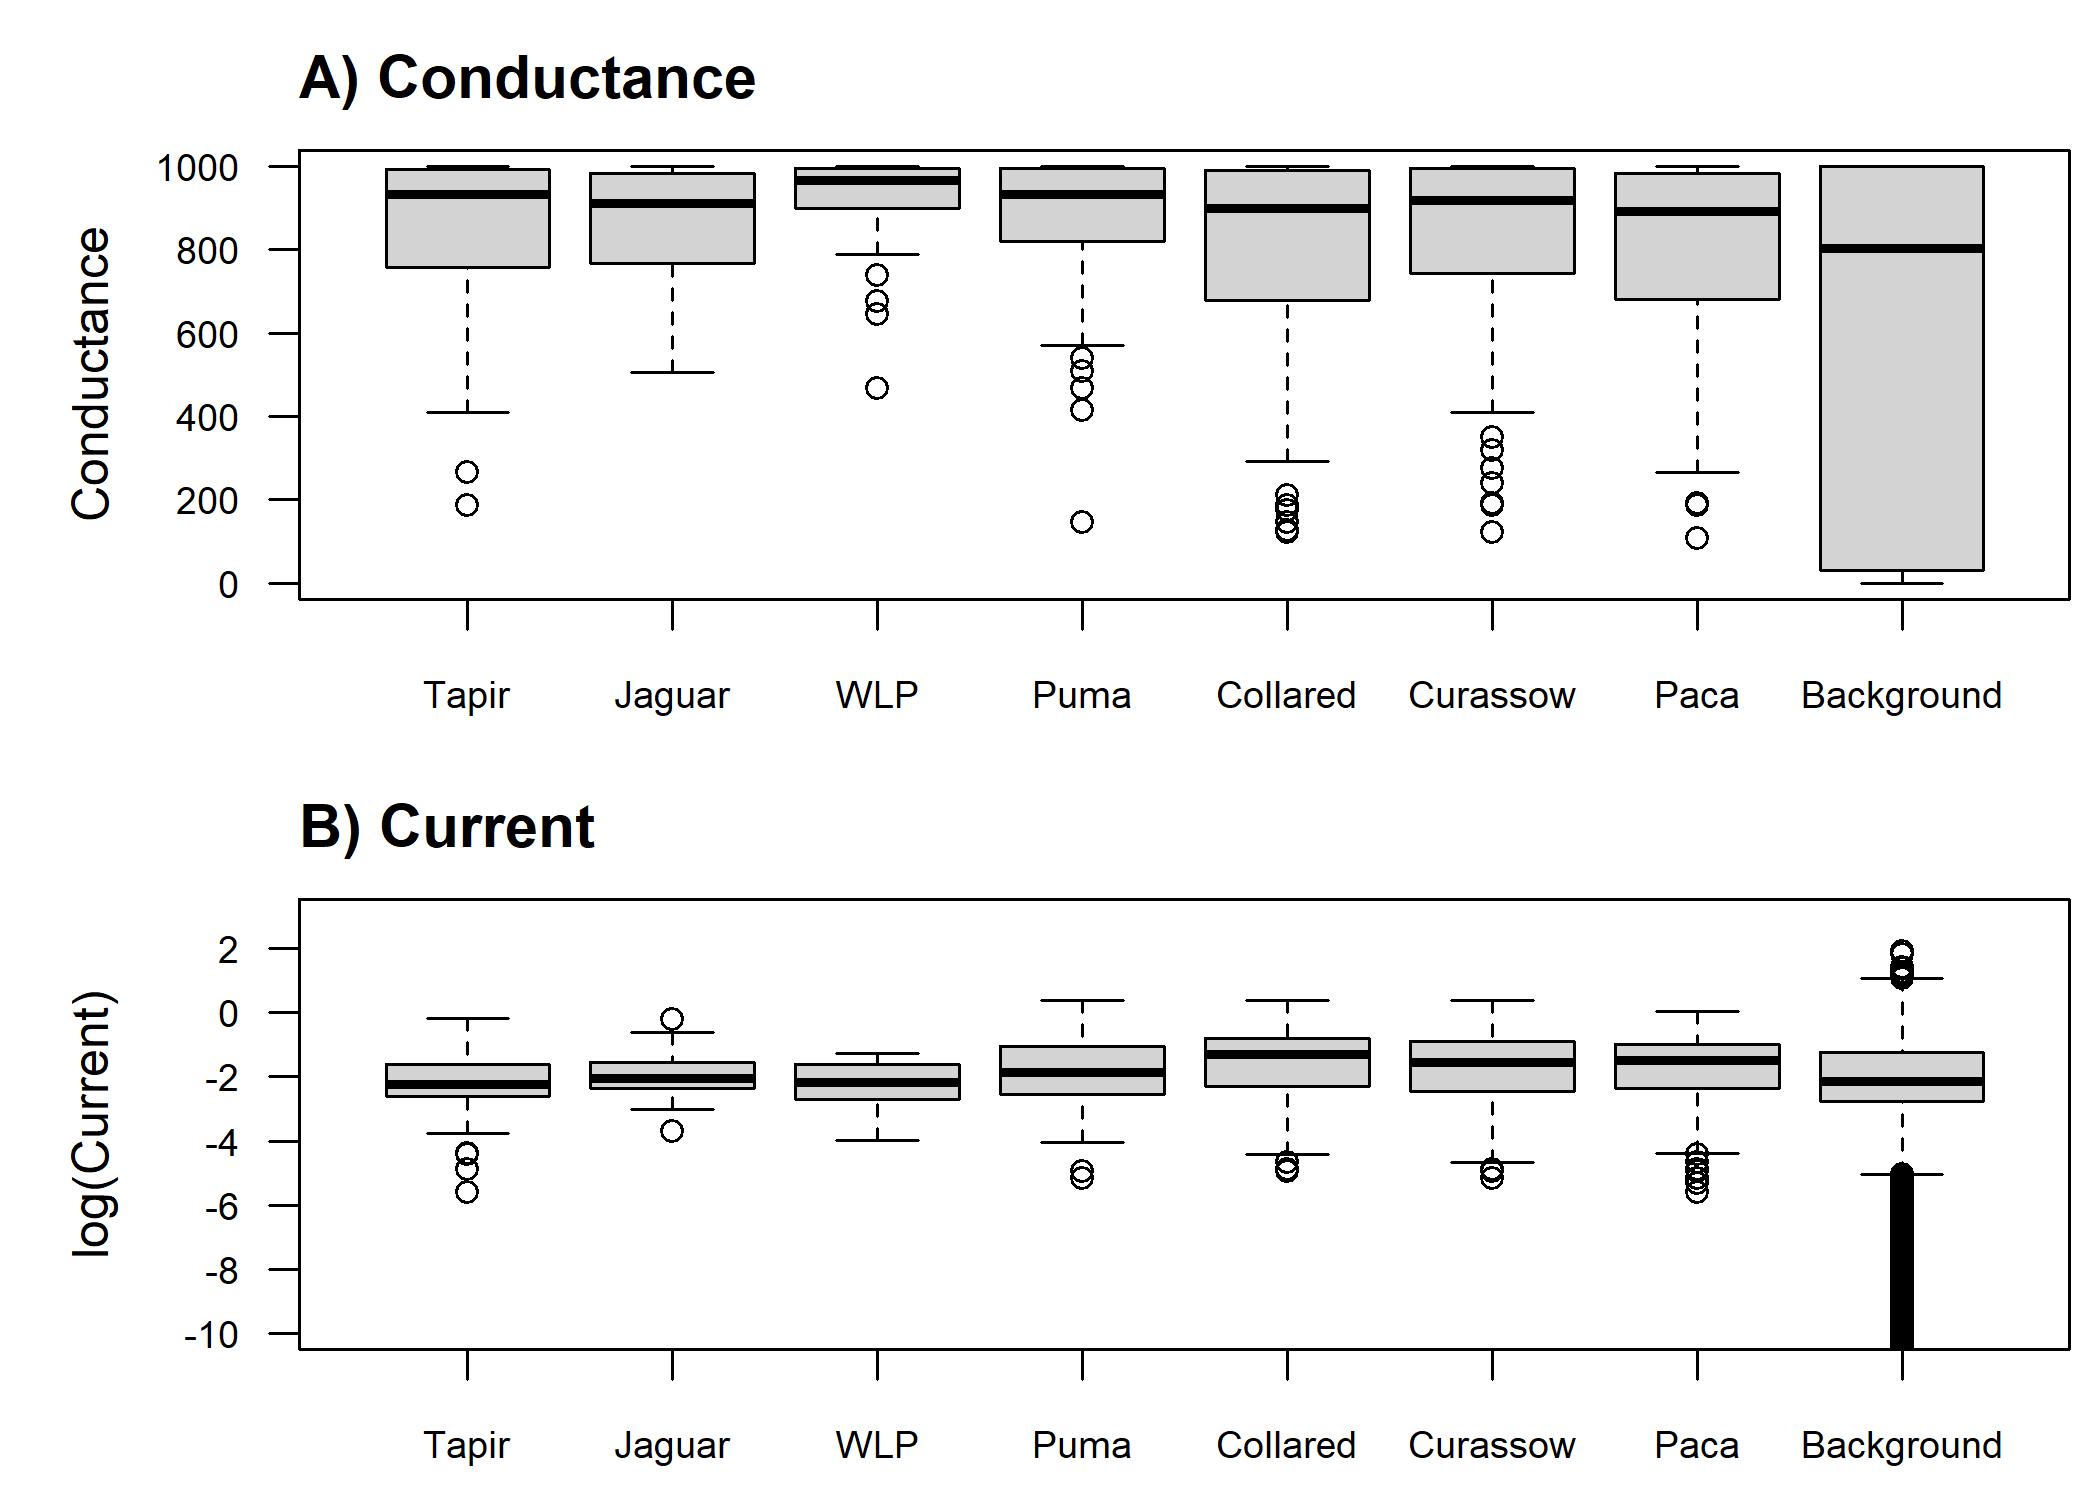 A) Conductance
Conductance
1000
800
600
400
200
0
Tapir Jaguar WLP Puma Collared Curassow Paca Background
B) Current
log(Current)
2
0
-2
-4
-6
-8
-10
Tapir Jaguar WLP Puma Collared Curassow Paca Background